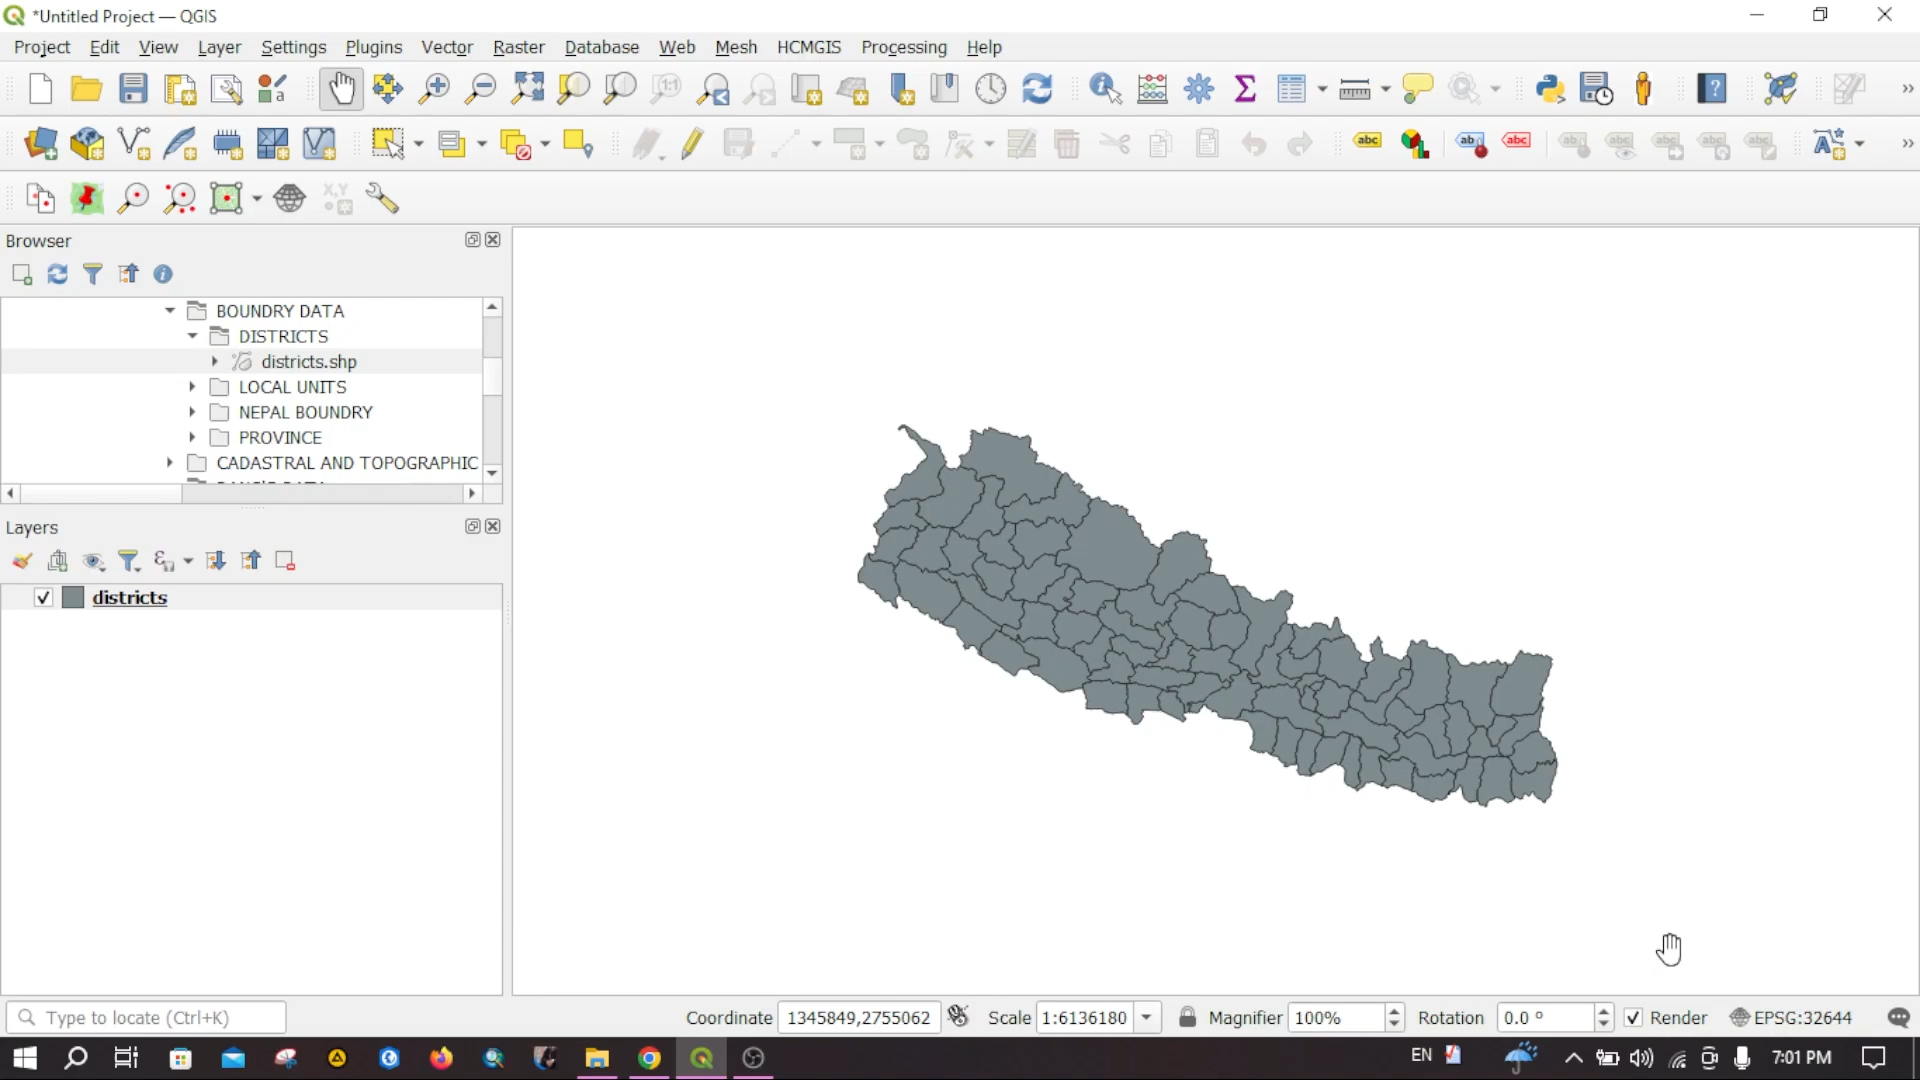 *Untitled Project — QGIS
Project Edit View Layer Settings Plugins Vector Raster Database Web Mesh HCMGIS Processing Help
Browser
BOUNDRY DATA
DISTRICTS
districts.shp
LOCAL UNITS
NEPAL BOUNDRY
PROVINCE
CADASTRAL AND TOPOGRAPHIC
Layers
districts
Type to locate (Ctrl+K)
Coordinate 1345849,2755062 Scale 1:6136180 Magnifier 100% Rotation 0.0 ° Render EPSG:32644
EN 7:01 PM